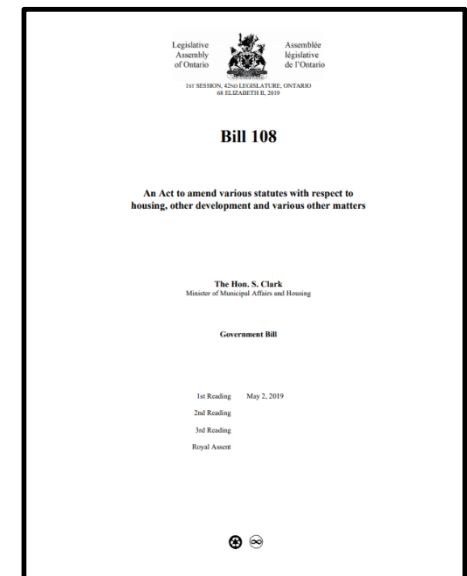 Legislative
Assembly
of Ontario
Assemblée
législative
de l'Ontario
1ST SESSION, 42ND LEGISLATURE, ONTARIO
68 ELIZABETH II, 2019
Bill 108
An Act to amend various statutes with respect to
housing, other development and various other matters
The Hon. S. Clark
Minister of Municipal Affairs and Housing
Government Bill
1st Reading May 2, 2019
2nd Reading
3rd Reading
Royal Assent